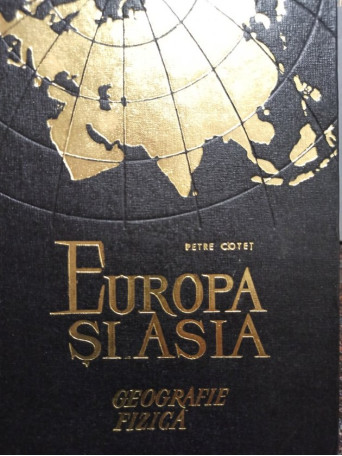 PETRE COTEȚ
EUROPA
ȘI ASIA
GEOGRAFIE
FIZICĂ